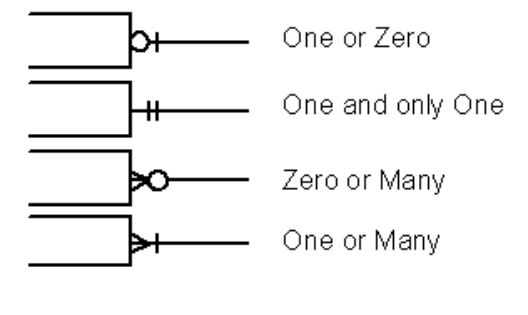 One or Zero
One and only One
Zero or Many
One or Many